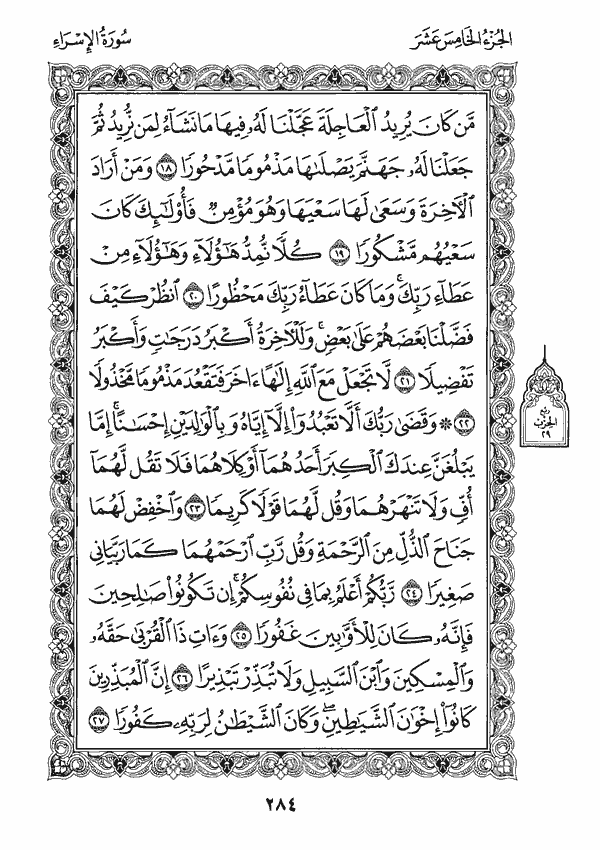 الجزء الخامس عشر
سورة الإسراء
مَّن كَانَ يُرِيدُ ٱلْعَاجِلَةَ عَجَّلْنَا لَهُۥ فِيهَا مَا نَشَآءُ لِمَن نُّرِيدُ ثُمَّ
جَعَلْنَا لَهُۥ جَهَنَّمَ يَصْلَىٰهَا مَذْمُومًا مَّدْحُورًا ١٨ وَمَنْ أَرَادَ
ٱلْأَخِرَةَ وَسَعَىٰ لَهَا سَعْيَهَا وَهُوَ مُؤْمِنٌ فَأُو۟لَٰٓئِكَ كَانَ
سَعْيُهُم مَّشْكُورًا ١٩ كُلًّا نُّمِدُّ هَٰٓؤُلَآءِ وَهَٰٓؤُلَآءِ مِنْ
عَطَآءِ رَبِّكَ ۚ وَمَا كَانَ عَطَآءُ رَبِّكَ مَحْظُورًا ٢٠ ٱنظُرْ كَيْفَ
فَضَّلْنَا بَعْضَهُمْ عَلَىٰ بَعْضٍ ۚ وَلَلْأَخِرَةُ أَكْبَرُ دَرَجَٰتٍ وَأَكْبَرُ
تَفْضِيلًا ٢١ لَّا تَجْعَلْ مَعَ ٱللَّهِ إِلَٰهًا ءَاخَرَ فَتَقْعُدَ مَذْمُومًا مَّخْذُولًا
٢٢ ۞ وَقَضَىٰ رَبُّكَ أَلَّا تَعْبُدُوٓا۟ إِلَّآ إِيَّاهُ وَبِٱلْوَٰلِدَيْنِ إِحْسَٰنًا ۚ إِمَّا
يَبْلُغَنَّ عِندَكَ ٱلْكِبَرَ أَحَدُهُمَآ أَوْ كِلَاهُمَا فَلَا تَقُل لَّهُمَآ
أُفٍّ وَلَا تَنْهَرْهُمَا وَقُل لَّهُمَا قَوْلًا كَرِيمًا ٢٣ وَٱخْفِضْ لَهُمَا
جَنَاحَ ٱلذُّلِّ مِنَ ٱلرَّحْمَةِ وَقُل رَّبِّ ٱرْحَمْهُمَا كَمَا رَبَّيَانِى
صَغِيرًا ٢٤ رَّبُّكُمْ أَعْلَمُ بِمَا فِى نُفُوسِكُمْ ۚ إِن تَكُونُوا۟ صَٰلِحِينَ
فَإِنَّهُۥ كَانَ لِلْأَوَّٰبِينَ غَفُورًا ٢٥ وَءَاتِ ذَا ٱلْقُرْبَىٰ حَقَّهُۥ
وَٱلْمِسْكِينَ وَٱبْنَ ٱلسَّبِيلِ وَلَا تُبَذِّرْ تَبْذِيرًا ٢٦ إِنَّ ٱلْمُبَذِّرِينَ
كَانُوٓا۟ إِخْوَٰنَ ٱلشَّيَٰطِينِ ۖ وَكَانَ ٱلشَّيْطَٰنُ لِرَبِّهِۦ كَفُورًا ٢٧
ربع
الحزب
٢٩
٢٨٤